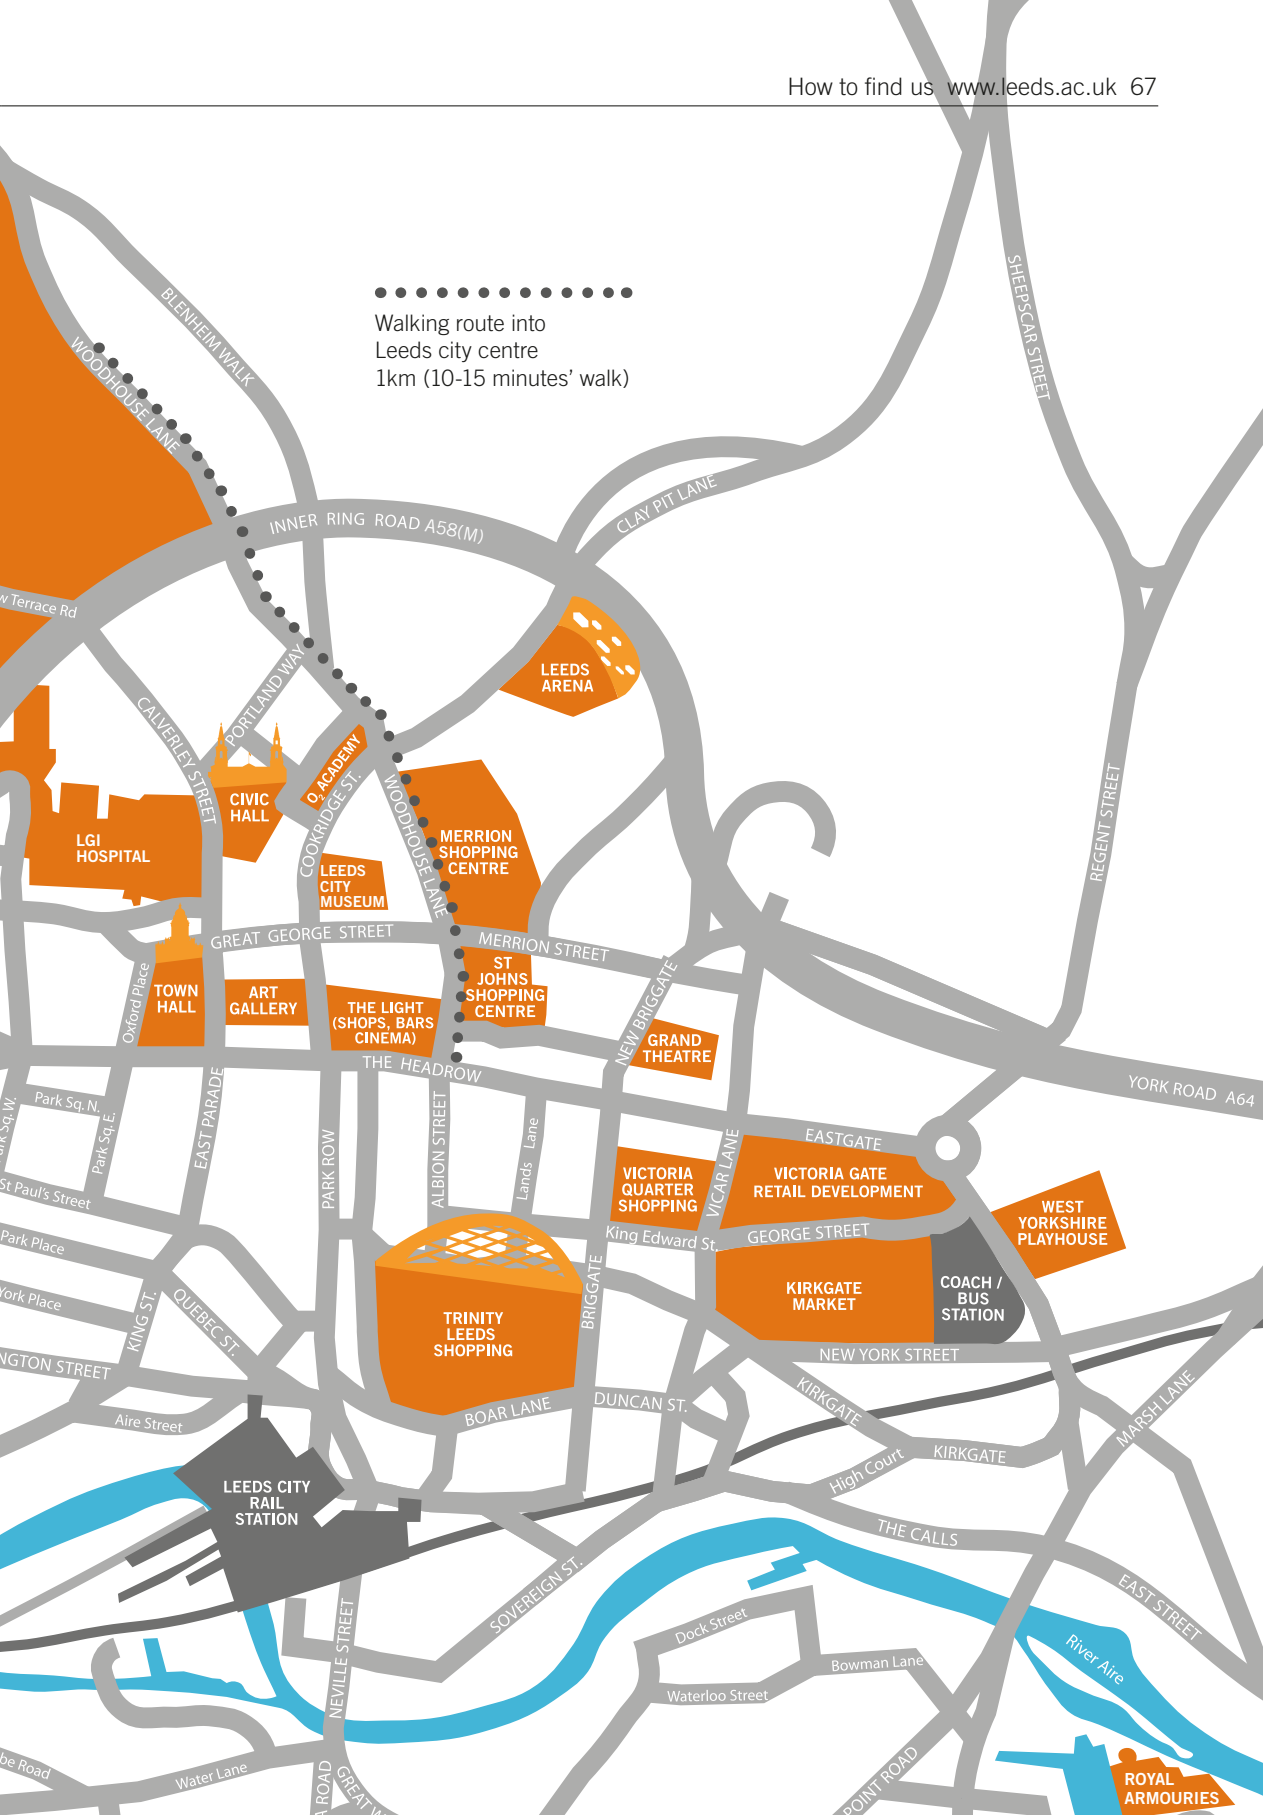 How to find us www.leeds.ac.uk 67
Walking route into
Leeds city centre
1km (10-15 minutes' walk)
BLENHEIM WALK
WOODHOUSE LANE
SHEEPSCAR STREET
INNER RING ROAD A58(M)
CLAY PIT LANE
Terrace Rd
LEEDS
ARENA
PORTLAND WAY
CALVERLEY STREET
O2 ACADEMY
COOKRIDGE ST.
WOODHOUSE LANE
CIVIC
HALL
REGENT STREET
LGI
HOSPITAL
MERRION
SHOPPING
CENTRE
LEEDS
CITY
MUSEUM
GREAT GEORGE STREET
MERRION STREET
ST
JOHNS
SHOPPING
CENTRE
NEW BRIGGATE
Oxford Place
TOWN
HALL
ART
GALLERY
THE LIGHT
(SHOPS, BARS
CINEMA)
GRAND
THEATRE
THE HEADROW
YORK ROAD A64
Park Sq. N.
Park Sq. E.
Sq. W.
EAST PARADE
PARK ROW
ALBION STREET
Lands Lane
EASTGATE
VICAR LANE
VICTORIA
QUARTER
SHOPPING
VICTORIA GATE
RETAIL DEVELOPMENT
WEST
YORKSHIRE
PLAYHOUSE
St Paul's Street
King Edward St.
GEORGE STREET
Park Place
York Place
KING ST.
QUEBEC ST.
BRIGGATE
KIRKGATE
MARKET
COACH /
BUS
STATION
TRINITY
LEEDS
SHOPPING
NEW YORK STREET
NGTON STREET
Aire Street
BOAR LANE
DUNCAN ST.
KIRKGATE
KIRKGATE
MARSH LANE
High Court
LEEDS CITY
RAIL
STATION
THE CALLS
EAST STREET
SOVEREIGN ST.
NEVILLE STREET
Dock Street
Bowman Lane
Waterloo Street
River Aire
be Road
Water Lane
A ROAD
GREAT W
POINT ROAD
ROYAL
ARMOURIES